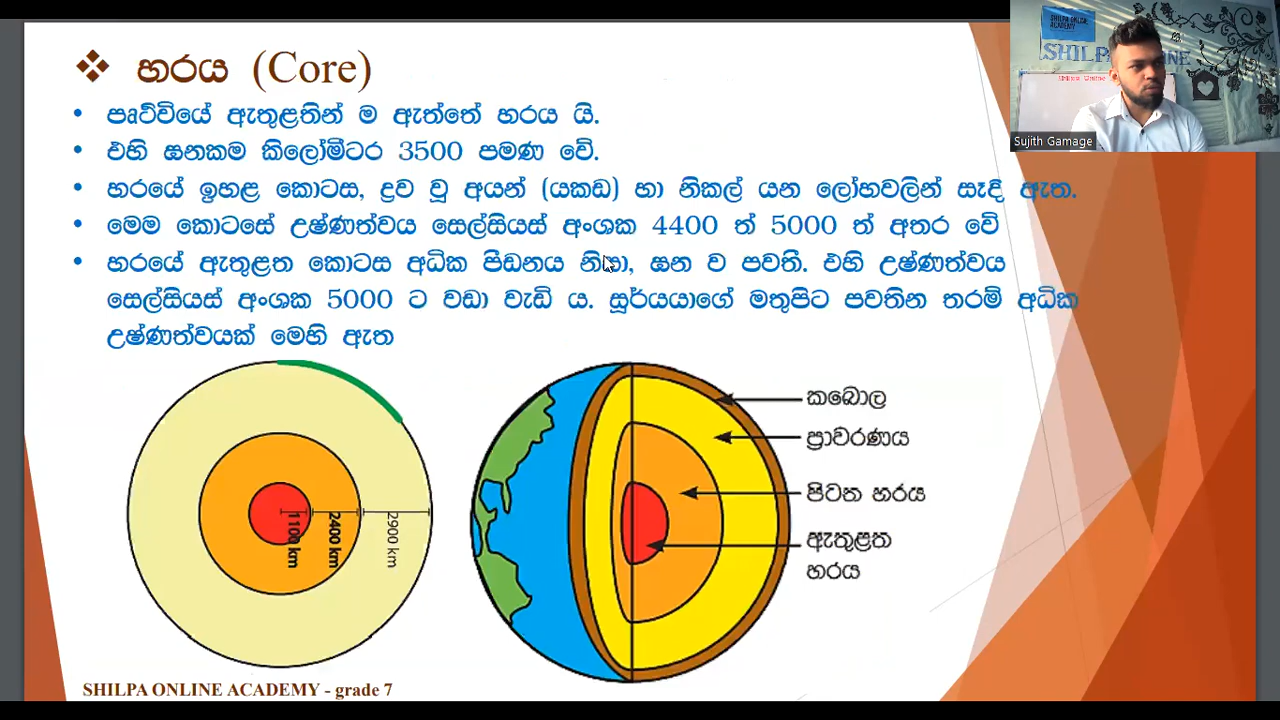 ❖ හරය (Core)
• පෘථිවියේ ඇතුළතින් ම ඇත්තේ හරය යි.
• එහි ඝනකම කිලෝමීටර 3500 පමණ වේ.
• හරයේ ඉහළ කොටස, ද්‍රව වූ අයන් (යකඩ) හා නිකල් යන ලෝහවලින් සෑදි ඇත.
• මෙම කොටසේ උෂ්ණත්වය සෙල්සියස් අංශක 4400 ත් 5000 ත් අතර වේ
• හරයේ ඇතුළත කොටස අධික පීඩනය නිසා, ඝන ව පවතී. එහි උෂ්ණත්වය
සෙල්සියස් අංශක 5000 ට වඩා වැඩි ය. සූර්යයාගේ මතුපිට පවතින තරම් අධික
උෂ්ණත්වයක් මෙහි ඇත
1100 km
2400 km
2900 km
කබොල
ප්‍රාවරණය
පිටත හරය
ඇතුළත
හරය
SHILPA ONLINE ACADEMY - grade 7
SHILPA ONLINE
ACADEMY
Sujith Gamage